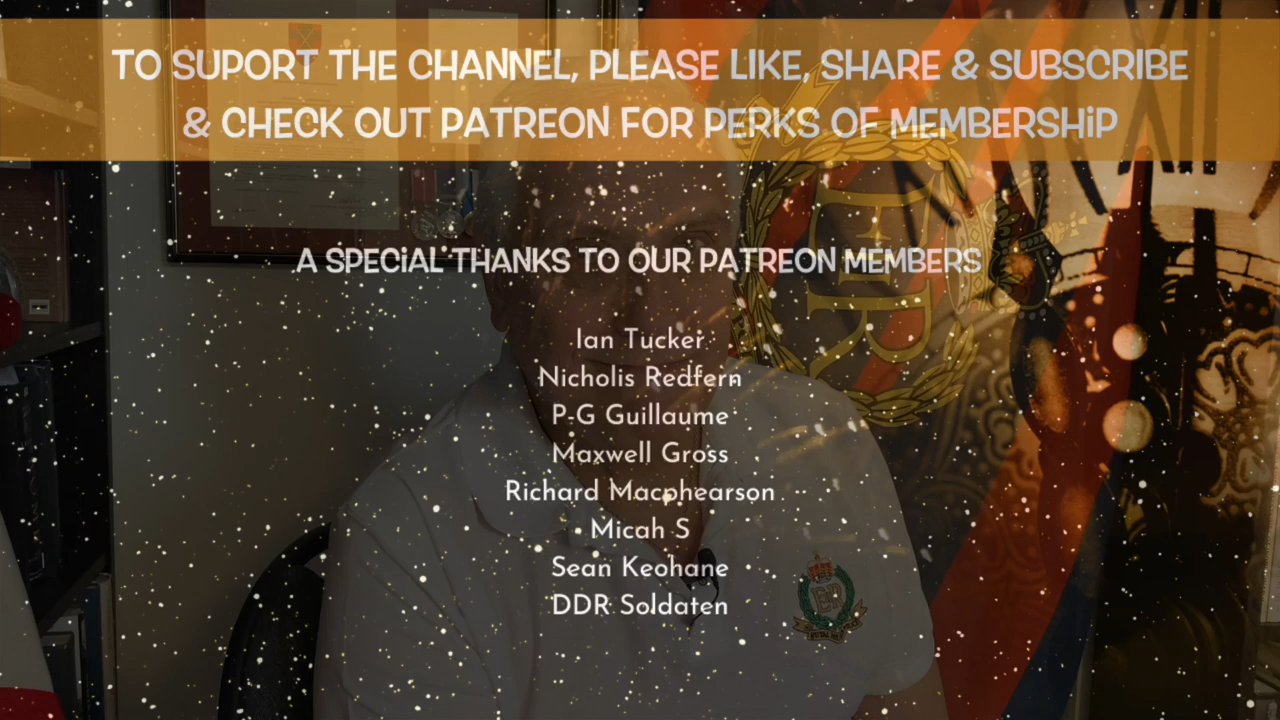 TO SUPORT THE CHANNEL, PLEASE LIKE, SHARE & SUBSCRIBE
& CHECK OUT PATREON FOR PERKS OF MEMBERSHiP
A SPECiAL THANKS TO OUR PATREON MEMBERS
Ian Tucker
Nicholis Redfern
P-G Guillaume
Maxwell Gross
Richard Macphearson
Micah S
Sean Keohane
DDR Soldaten